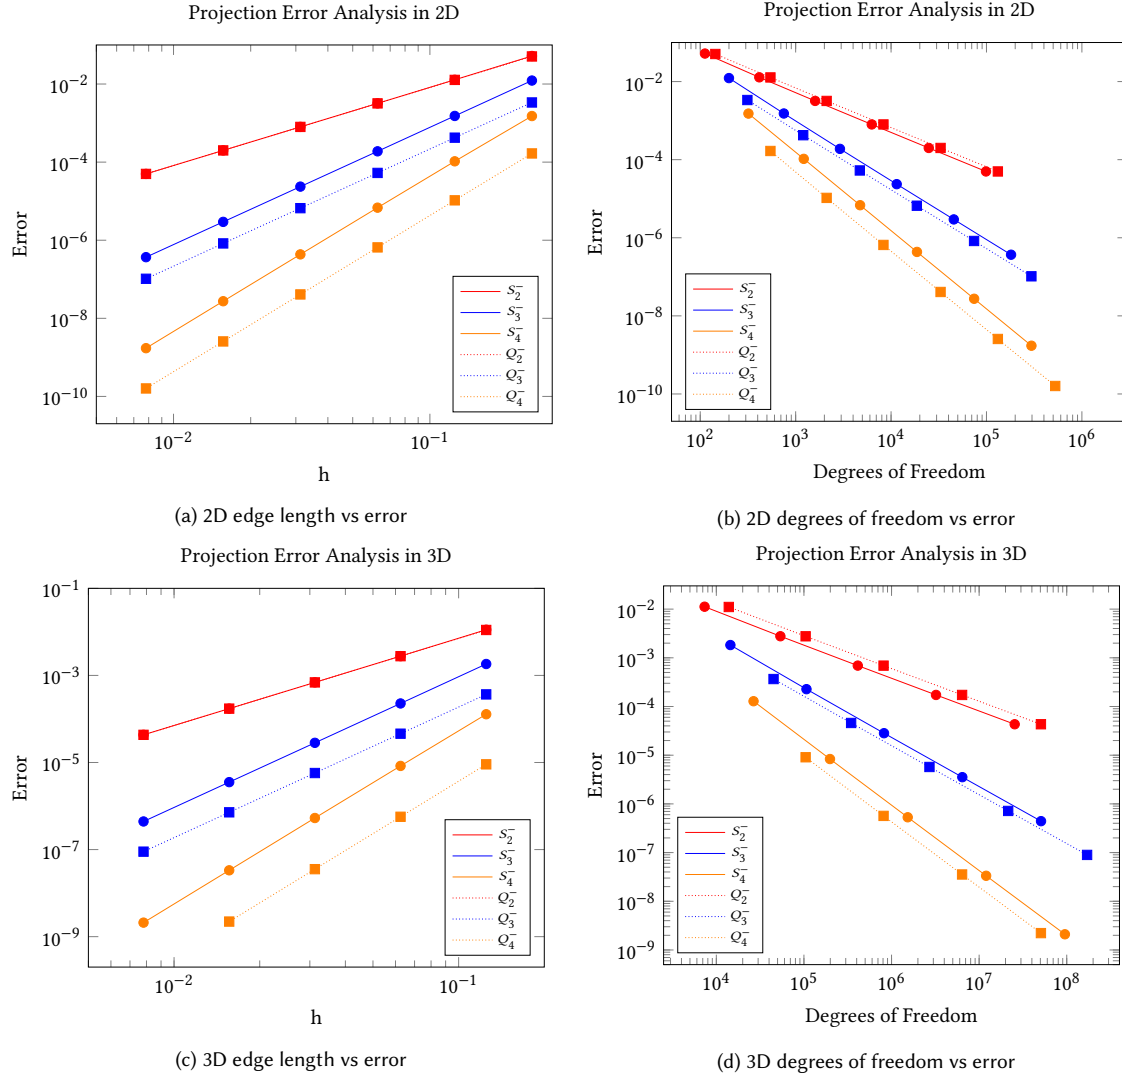 Projection Error Analysis in 2D
10^{-2}
10^{-4}
10^{-6}
10^{-8}
10^{-10}
Error
S_2^-
S_3^-
S_4^-
Q_2^-
Q_3^-
Q_4^-
10^{-2} 10^{-1}
h
(a) 2D edge length vs error
Projection Error Analysis in 2D
10^{-2}
10^{-4}
10^{-6}
10^{-8}
10^{-10}
Error
S_2^-
S_3^-
S_4^-
Q_2^-
Q_3^-
Q_4^-
10^2 10^3 10^4 10^5 10^6
Degrees of Freedom
(b) 2D degrees of freedom vs error
Projection Error Analysis in 3D
10^{-1}
10^{-3}
10^{-5}
10^{-7}
10^{-9}
Error
S_2^-
S_3^-
S_4^-
Q_2^-
Q_3^-
Q_4^-
10^{-2} 10^{-1}
h
(c) 3D edge length vs error
Projection Error Analysis in 3D
10^{-2}
10^{-3}
10^{-4}
10^{-5}
10^{-6}
10^{-7}
10^{-8}
10^{-9}
Error
S_2^-
S_3^-
S_4^-
Q_2^-
Q_3^-
Q_4^-
10^4 10^5 10^6 10^7 10^8
Degrees of Freedom
(d) 3D degrees of freedom vs error